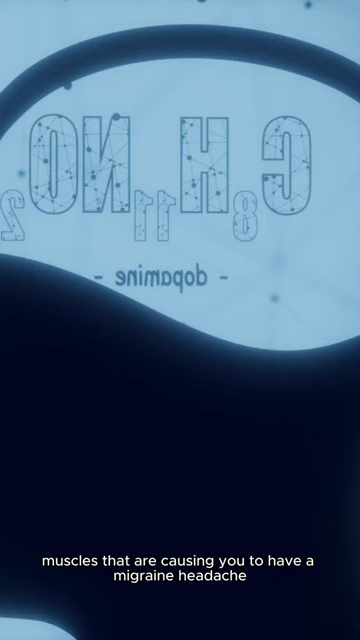 C8H11NO2
- dopamine -
muscles that are causing you to have a
migraine headache